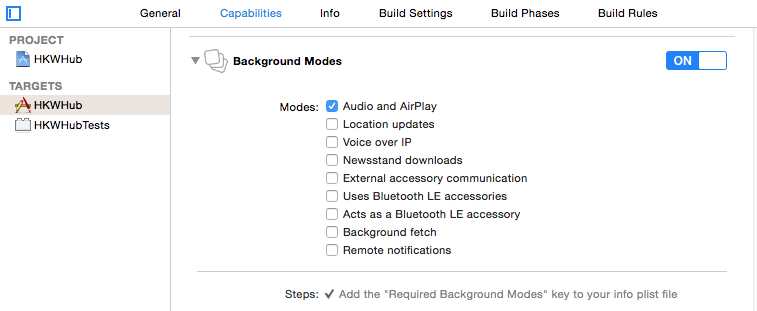 General Capabilities Info Build Settings Build Phases Build Rules
PROJECT
HKWHub
TARGETS
HKWHub
HKWHubTests
Background Modes
ON
Modes: Audio and AirPlay
Location updates
Voice over IP
Newsstand downloads
External accessory communication
Uses Bluetooth LE accessories
Acts as a Bluetooth LE accessory
Background fetch
Remote notifications
Steps: ✓ Add the "Required Background Modes" key to your info plist file